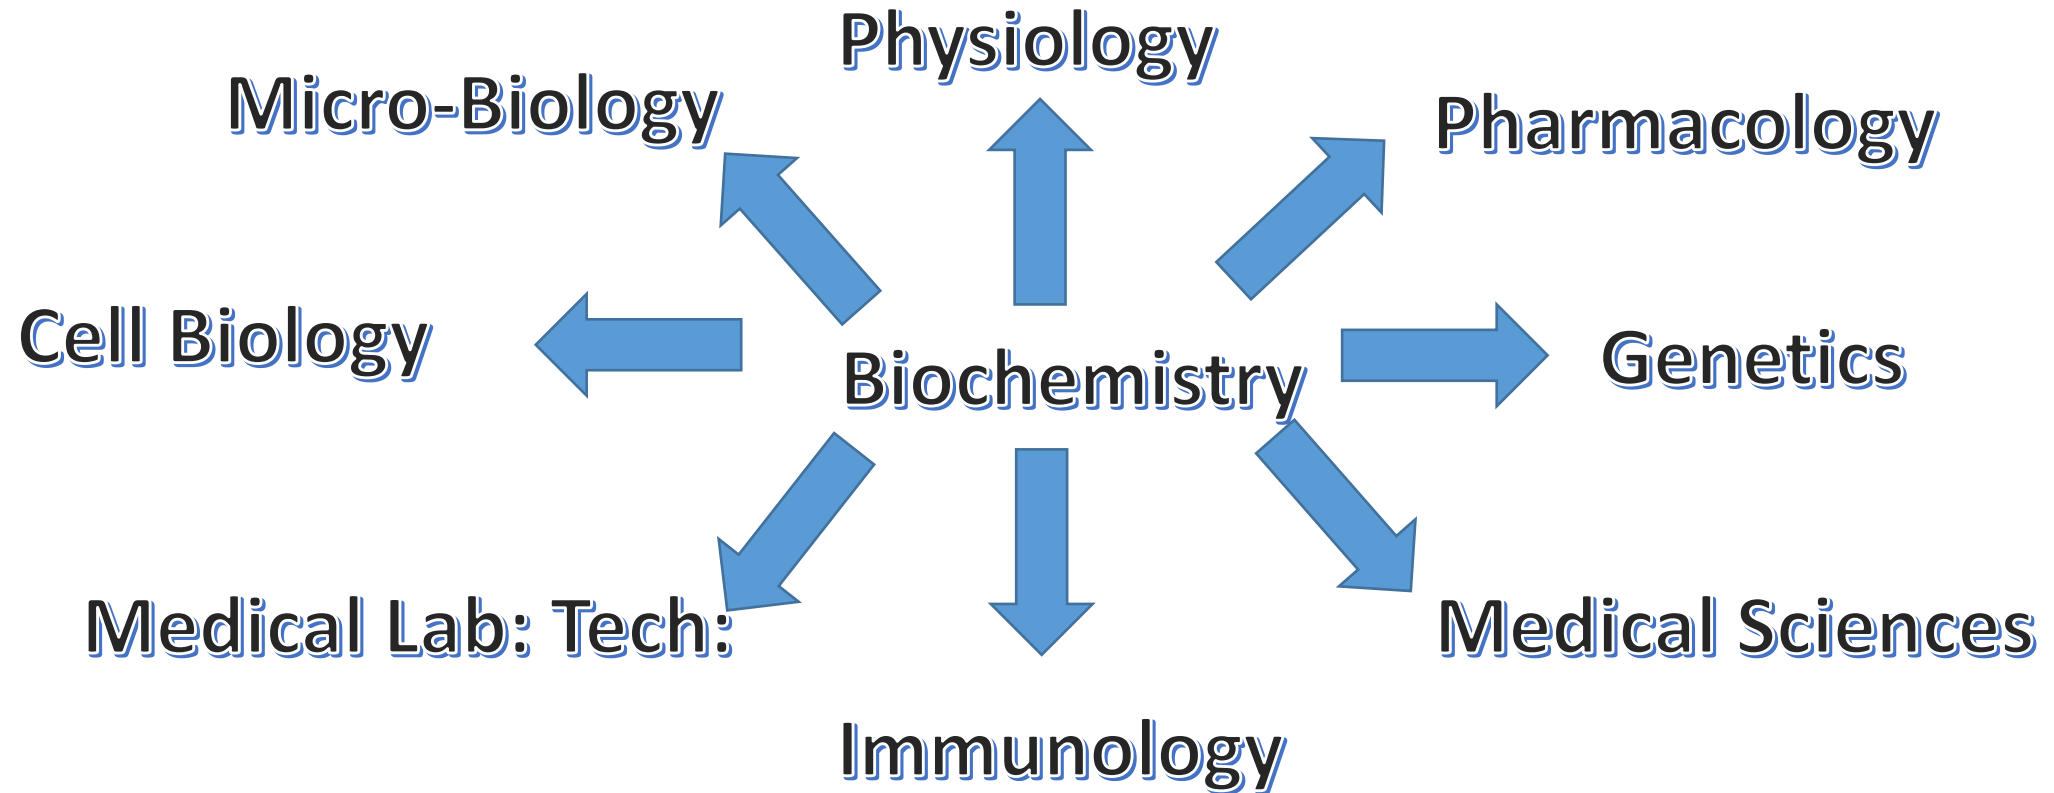 Physiology
Micro-Biology
Pharmacology
Cell Biology
Genetics
Biochemistry
Medical Lab: Tech:
Medical Sciences
Immunology